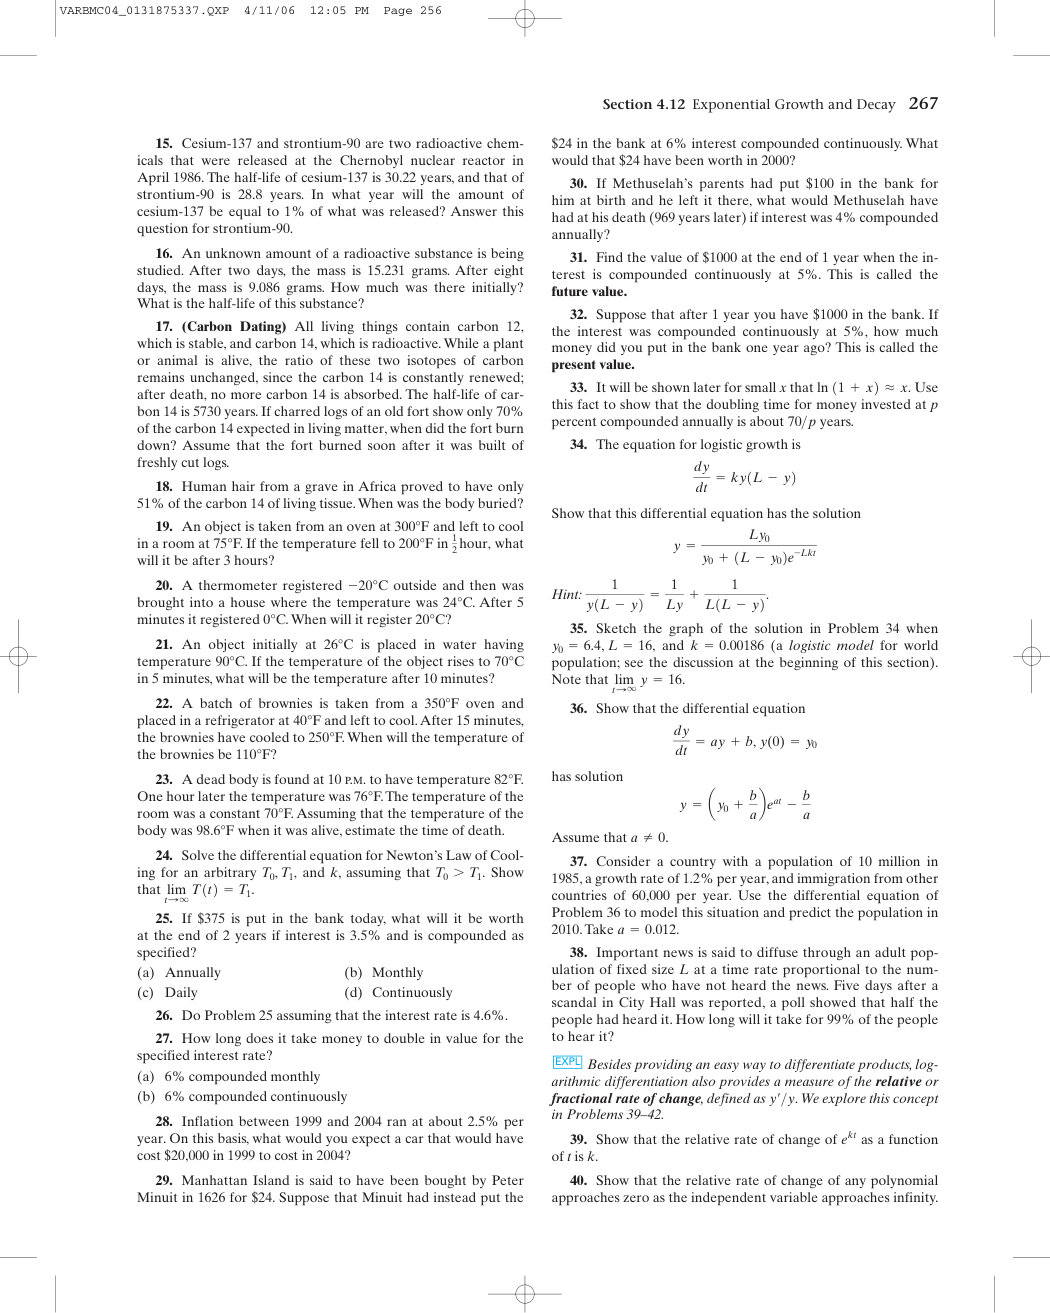 VARBMC04_0131875337.QXP  4/11/06  12:05 PM  Page 256
Section 4.12 Exponential Growth and Decay 267
15. Cesium-137 and strontium-90 are two radioactive chem-
icals that were released at the Chernobyl nuclear reactor in
April 1986. The half-life of cesium-137 is 30.22 years, and that of
strontium-90 is 28.8 years. In what year will the amount of
cesium-137 be equal to 1% of what was released? Answer this
question for strontium-90.
16. An unknown amount of a radioactive substance is being
studied. After two days, the mass is 15.231 grams. After eight
days, the mass is 9.086 grams. How much was there initially?
What is the half-life of this substance?
17. (Carbon Dating) All living things contain carbon 12,
which is stable, and carbon 14, which is radioactive. While a plant
or animal is alive, the ratio of these two isotopes of carbon
remains unchanged, since the carbon 14 is constantly renewed;
after death, no more carbon 14 is absorbed. The half-life of car-
bon 14 is 5730 years. If charred logs of an old fort show only 70%
of the carbon 14 expected in living matter, when did the fort burn
down? Assume that the fort burned soon after it was built of
freshly cut logs.
18. Human hair from a grave in Africa proved to have only
51% of the carbon 14 of living tissue. When was the body buried?
19. An object is taken from an oven at 300°F and left to cool
in a room at 75°F. If the temperature fell to 200°F in 1/2 hour, what
will it be after 3 hours?
20. A thermometer registered −20°C outside and then was
brought into a house where the temperature was 24°C. After 5
minutes it registered 0°C. When will it register 20°C?
21. An object initially at 26°C is placed in water having
temperature 90°C. If the temperature of the object rises to 70°C
in 5 minutes, what will be the temperature after 10 minutes?
22. A batch of brownies is taken from a 350°F oven and
placed in a refrigerator at 40°F and left to cool. After 15 minutes,
the brownies have cooled to 250°F. When will the temperature of
the brownies be 110°F?
23. A dead body is found at 10 P.M. to have temperature 82°F.
One hour later the temperature was 76°F. The temperature of the
room was a constant 70°F. Assuming that the temperature of the
body was 98.6°F when it was alive, estimate the time of death.
24. Solve the differential equation for Newton's Law of Cool-
ing for an arbitrary T₀, T₁, and k, assuming that T₀ > T₁. Show
that lim T(t) = T₁.
t→∞
25. If $375 is put in the bank today, what will it be worth
at the end of 2 years if interest is 3.5% and is compounded as
specified?
(a) Annually (b) Monthly
(c) Daily (d) Continuously
26. Do Problem 25 assuming that the interest rate is 4.6%.
27. How long does it take money to double in value for the
specified interest rate?
(a) 6% compounded monthly
(b) 6% compounded continuously
28. Inflation between 1999 and 2004 ran at about 2.5% per
year. On this basis, what would you expect a car that would have
cost $20,000 in 1999 to cost in 2004?
29. Manhattan Island is said to have been bought by Peter
Minuit in 1626 for $24. Suppose that Minuit had instead put the
$24 in the bank at 6% interest compounded continuously. What
would that $24 have been worth in 2000?
30. If Methuselah's parents had put $100 in the bank for
him at birth and he left it there, what would Methuselah have
had at his death (969 years later) if interest was 4% compounded
annually?
31. Find the value of $1000 at the end of 1 year when the in-
terest is compounded continuously at 5%. This is called the
future value.
32. Suppose that after 1 year you have $1000 in the bank. If
the interest was compounded continuously at 5%, how much
money did you put in the bank one year ago? This is called the
present value.
33. It will be shown later for small x that ln (1 + x) ≈ x. Use
this fact to show that the doubling time for money invested at p
percent compounded annually is about 70/p years.
34. The equation for logistic growth is
dy/dt = ky(L − y)
Show that this differential equation has the solution
y = Ly₀ / (y₀ + (L − y₀)e^(−Lkt))
Hint: 1/(y(L − y)) = 1/(Ly) + 1/(L(L − y)).
35. Sketch the graph of the solution in Problem 34 when
y₀ = 6.4, L = 16, and k = 0.00186 (a logistic model for world
population; see the discussion at the beginning of this section).
Note that lim y = 16.
t→∞
36. Show that the differential equation
dy/dt = ay + b, y(0) = y₀
has solution
y = (y₀ + b/a)e^(at) − b/a
Assume that a ≠ 0.
37. Consider a country with a population of 10 million in
1985, a growth rate of 1.2% per year, and immigration from other
countries of 60,000 per year. Use the differential equation of
Problem 36 to model this situation and predict the population in
2010. Take a = 0.012.
38. Important news is said to diffuse through an adult pop-
ulation of fixed size L at a time rate proportional to the num-
ber of people who have not heard the news. Five days after a
scandal in City Hall was reported, a poll showed that half the
people had heard it. How long will it take for 99% of the people
to hear it?
EXPL Besides providing an easy way to differentiate products, log-
arithmic differentiation also provides a measure of the relative or
fractional rate of change, defined as y′/y. We explore this concept
in Problems 39–42.
39. Show that the relative rate of change of e^(kt) as a function
of t is k.
40. Show that the relative rate of change of any polynomial
approaches zero as the independent variable approaches infinity.